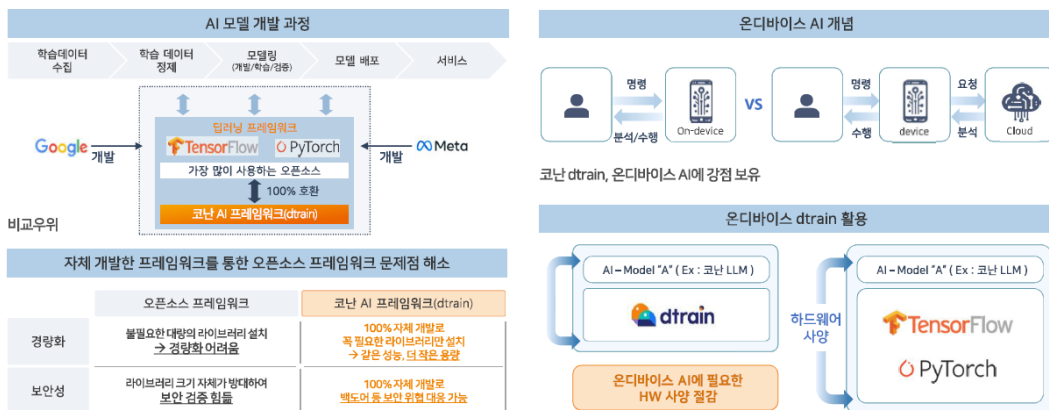 AI 모델 개발 과정
학습데이터
수집
학습 데이터
정제
모델링
(개발/학습/검증)
모델 배포
서비스
딥러닝 프레임워크
TensorFlow
PyTorch
Google
개발
개발
Meta
가장 많이 사용하는 오픈소스
100% 호환
코난 AI 프레임워크(dtrain)
비교우위
자체 개발한 프레임워크를 통한 오픈소스 프레임워크 문제점 해소
오픈소스 프레임워크
코난 AI 프레임워크(dtrain)
경량화
불필요한 대량의 라이브러리 설치
→ 경량화 어려움
100% 자체 개발로
꼭 필요한 라이브러리만 설치
→ 같은 성능, 더 작은 용량
보안성
라이브러리 크기 자체가 방대하여
보안 검증 힘듦
100% 자체 개발로
백도어 등 보안 위협 대응 가능
온디바이스 AI 개념
명령
분석/수행
On-device
VS
명령
수행
device
요청
분석
Cloud
코난 dtrain, 온디바이스 AI에 강점 보유
온디바이스 dtrain 활용
AI – Model "A" ( Ex : 코난 LLM )
dtrain
온디바이스 AI에 필요한
HW 사양 절감
하드웨어
사양
AI – Model "A" ( Ex : 코난 LLM )
TensorFlow
PyTorch